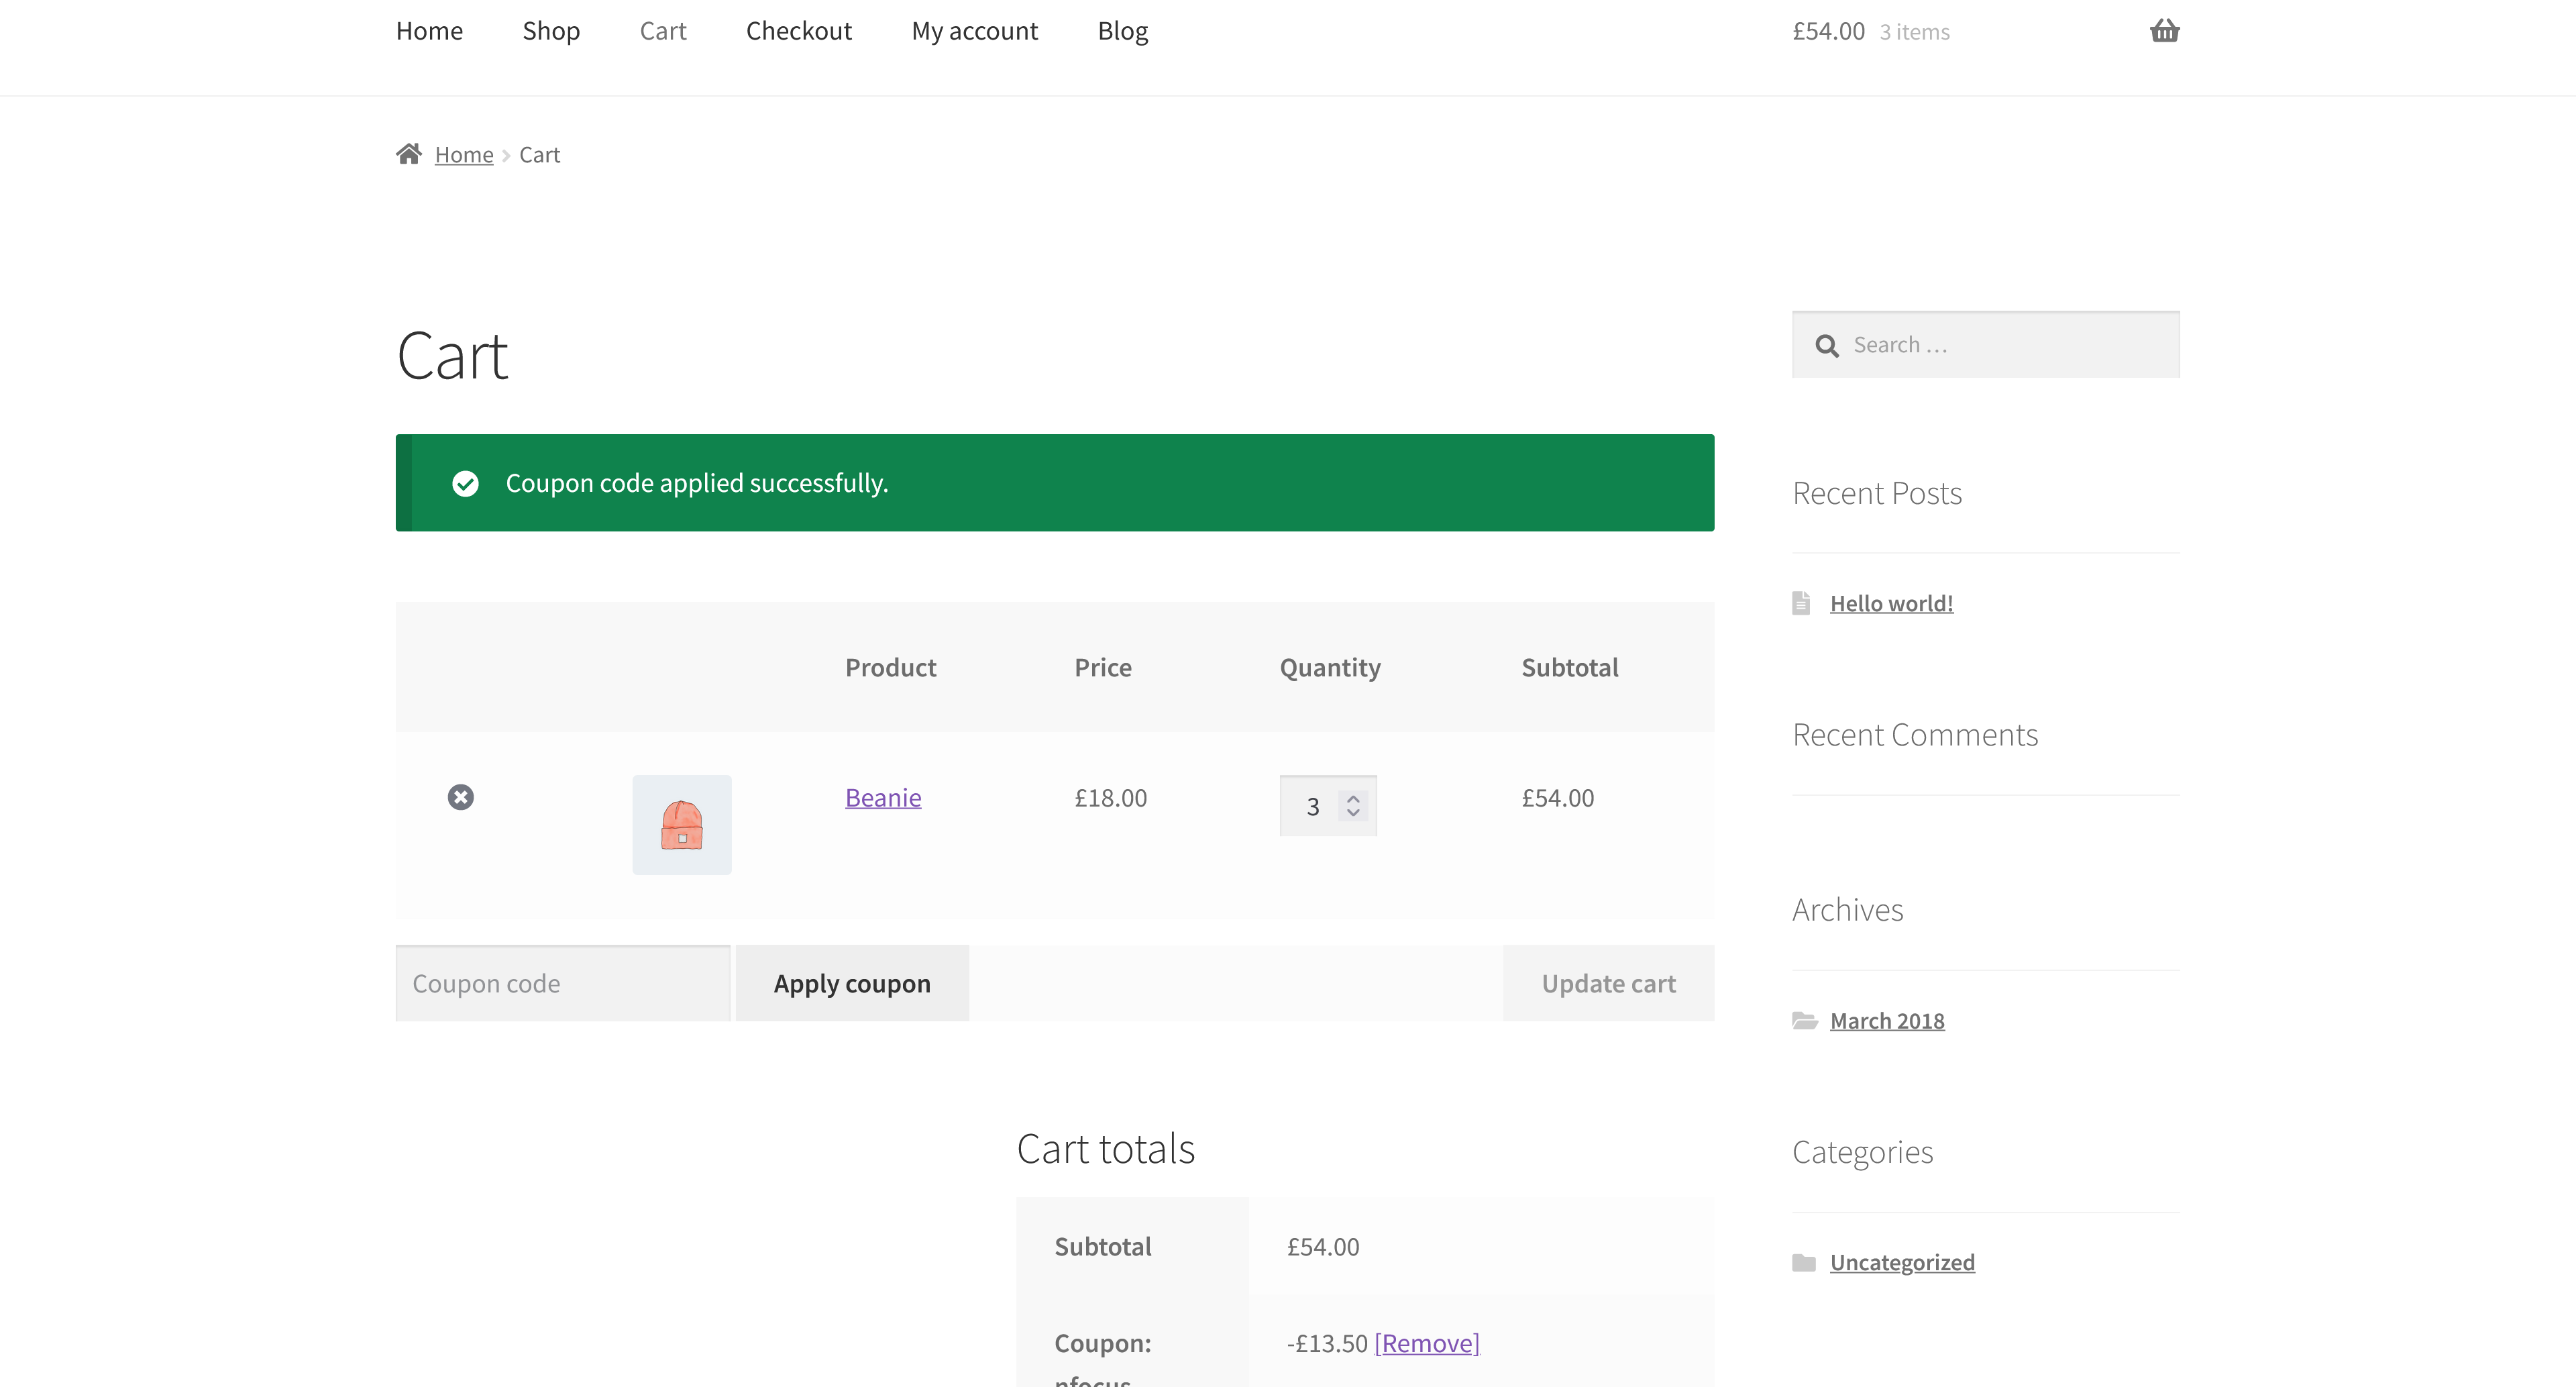 Home Shop Cart Checkout My account Blog £54.00 3 items
Home Cart
Cart
Search …
Coupon code applied successfully.
Recent Posts
Hello world!
Product Price Quantity Subtotal
Beanie £18.00 3 £54.00
Recent Comments
Archives
Coupon code Apply coupon Update cart
March 2018
Cart totals
Categories
Subtotal £54.00
Uncategorized
Coupon: -£13.50 [Remove]
nfocus